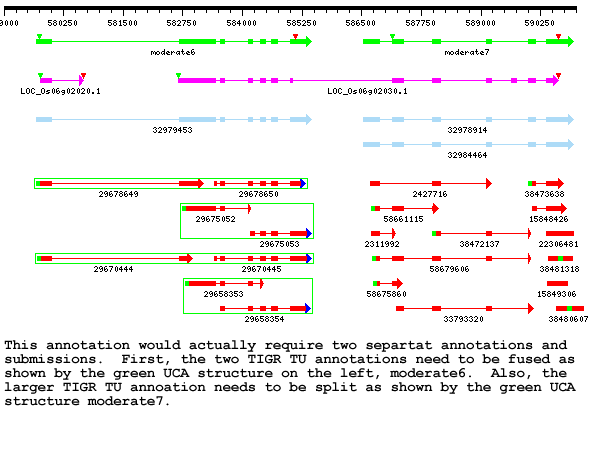 9000 580250 581500 582750 584000 585250 586500 587750 589000 590250
moderate6 moderate7
LOC_Os06g02020.1 LOC_Os06g02030.1
32979453 32978914
32984464
29678649 29678650 2427716 38473638
29675052 58661115 15848426
29675053 2311992 38472137 22306481
29670444 29670445 58679606 38481318
29658353 58675860 15849306
29658354 33793320 38480607
This annotation would actually require two separtat annotations and
submissions. First, the two TIGR TU annotations need to be fused as
shown by the green UCA structure on the left, moderate6. Also, the
larger TIGR TU annoation needs to be split as shown by the green UCA
structure moderate7.